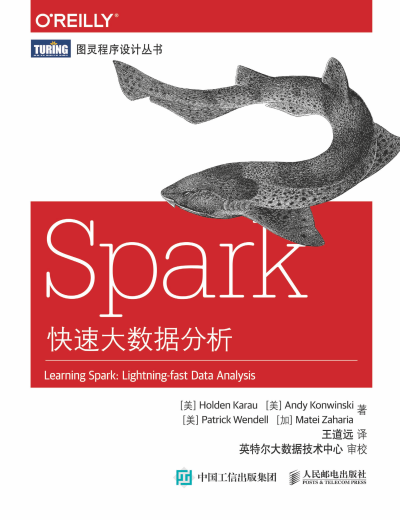 O'REILLY®
TURING 图灵程序设计丛书
Spark
快速大数据分析
Learning Spark: Lightning-fast Data Analysis
[美] Holden Karau [美] Andy Konwinski
[美] Patrick Wendell [加] Matei Zaharia 著
王道远 译
英特尔大数据技术中心 审校
中国工信出版集团 人民邮电出版社
POSTS & TELECOM PRESS